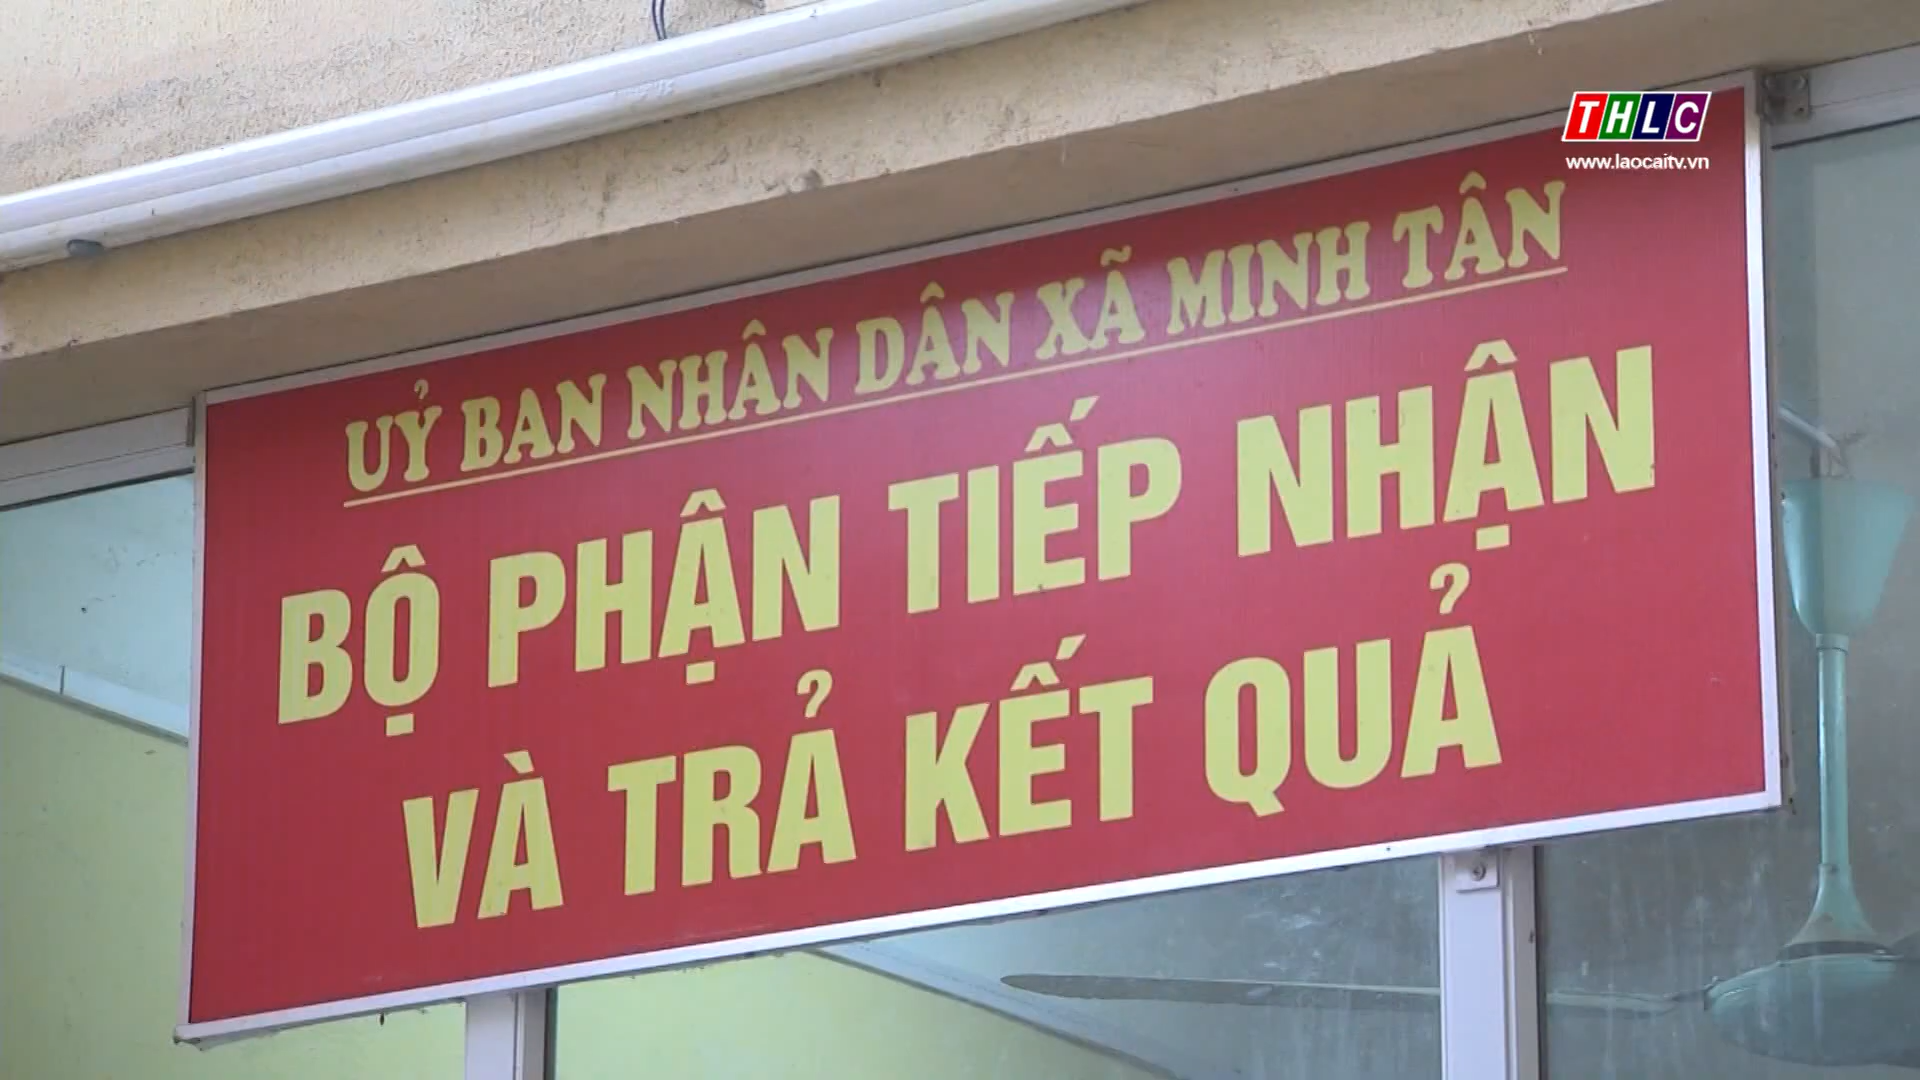 THLC
www.laocaitv.vn
UỶ BAN NHÂN DÂN XÃ MINH TÂN
BỘ PHẬN TIẾP NHẬN
VÀ TRẢ KẾT QUẢ